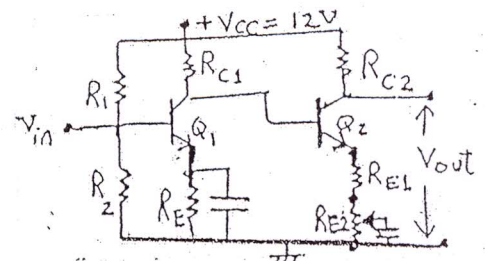 +VCC = 12V
R1
RC1
RC2
Vin
Q1
Q2
Vout
R2
RE
RE1
RE2